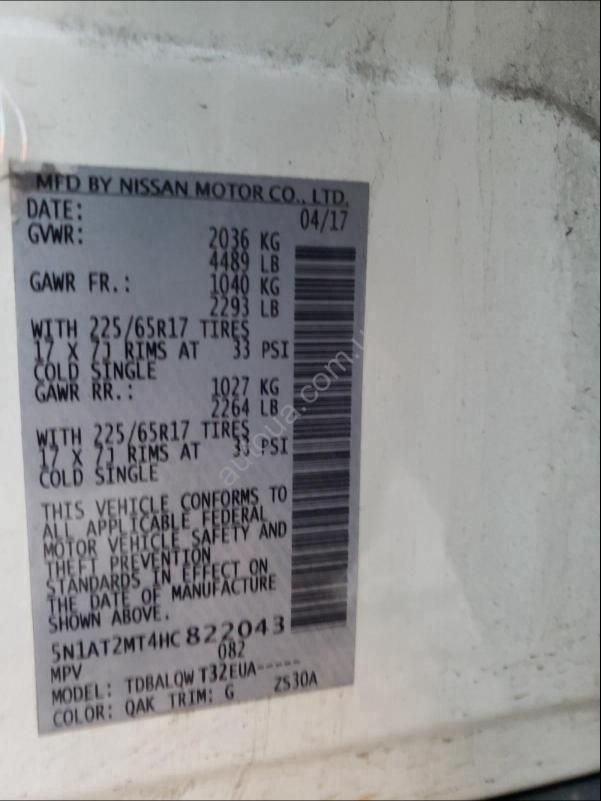 MFD BY NISSAN MOTOR CO., LTD.
DATE: 04/17
GVWR: 2036 KG
4489 LB
GAWR FR.: 1040 KG
2293 LB
WITH 225/65R17 TIRES
17 X 7J RIMS AT 33 PSI
COLD SINGLE
GAWR RR.: 1027 KG
2264 LB
WITH 225/65R17 TIRES
17 X 7J RIMS AT 33 PSI
COLD SINGLE
THIS VEHICLE CONFORMS TO
ALL APPLICABLE FEDERAL
MOTOR VEHICLE SAFETY AND
THEFT PREVENTION
STANDARDS IN EFFECT ON
THE DATE OF MANUFACTURE
SHOWN ABOVE.
5N1AT2MT4HC822043
MPV 082
MODEL: TDBALQW T32EUA-----
COLOR: QAK TRIM: G ZS30A